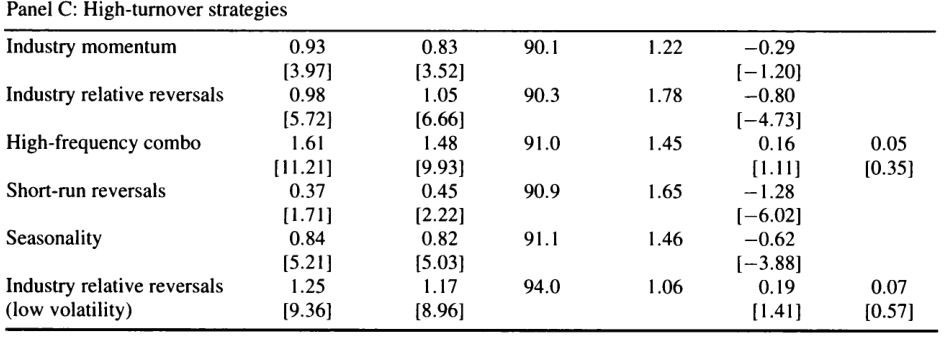 Panel C: High-turnover strategies
Industry momentum 0.93 0.83 90.1 1.22 −0.29
[3.97] [3.52] [−1.20]
Industry relative reversals 0.98 1.05 90.3 1.78 −0.80
[5.72] [6.66] [−4.73]
High-frequency combo 1.61 1.48 91.0 1.45 0.16 0.05
[11.21] [9.93] [1.11] [0.35]
Short-run reversals 0.37 0.45 90.9 1.65 −1.28
[1.71] [2.22] [−6.02]
Seasonality 0.84 0.82 91.1 1.46 −0.62
[5.21] [5.03] [−3.88]
Industry relative reversals 1.25 1.17 94.0 1.06 0.19 0.07
(low volatility) [9.36] [8.96] [1.41] [0.57]